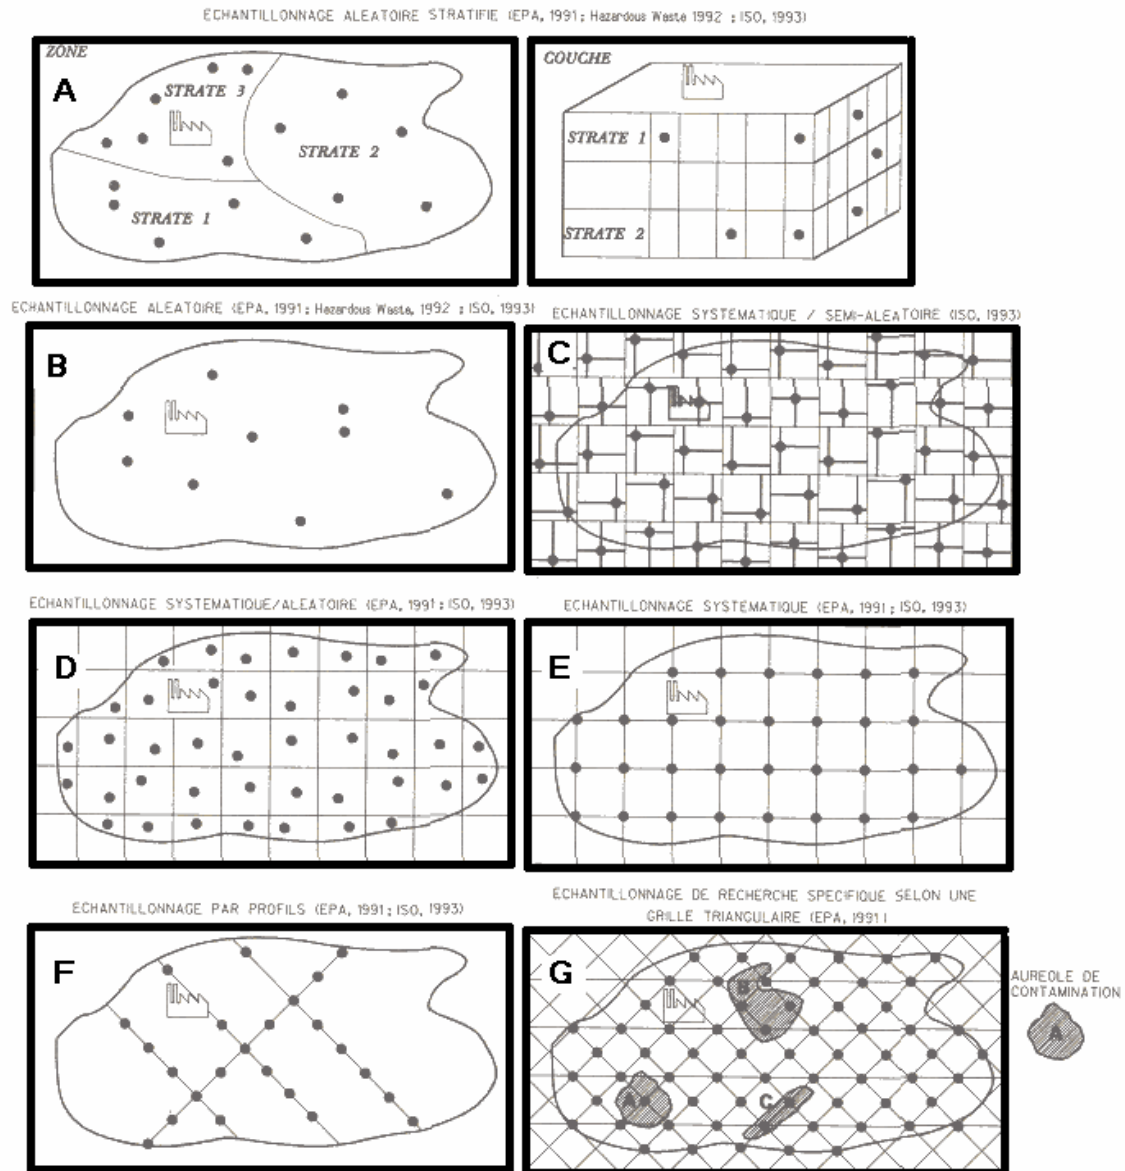 ECHANTILLONNAGE ALEATOIRE STRATIFIE (EPA, 1991; Hazardous Waste 1992 ; ISO, 1993)
ZONE
A
STRATE 3
STRATE 2
STRATE 1
COUCHE
STRATE 1
STRATE 2
ECHANTILLONNAGE ALEATOIRE (EPA, 1991; Hazardous Waste, 1992 ; ISO, 1993)
B
ECHANTILLONNAGE SYSTEMATIQUE / SEMI-ALEATOIRE (ISO, 1993)
C
ECHANTILLONNAGE SYSTEMATIQUE/ALEATOIRE (EPA, 1991; ISO, 1993)
D
ECHANTILLONNAGE SYSTEMATIQUE (EPA, 1991; ISO, 1993)
E
ECHANTILLONNAGE PAR PROFILS (EPA, 1991; ISO, 1993)
F
ECHANTILLONNAGE DE RECHERCHE SPECIFIQUE SELON UNE
GRILLE TRIANGULAIRE (EPA, 1991)
G
B
A
C
AUREOLE DE
CONTAMINATION
A